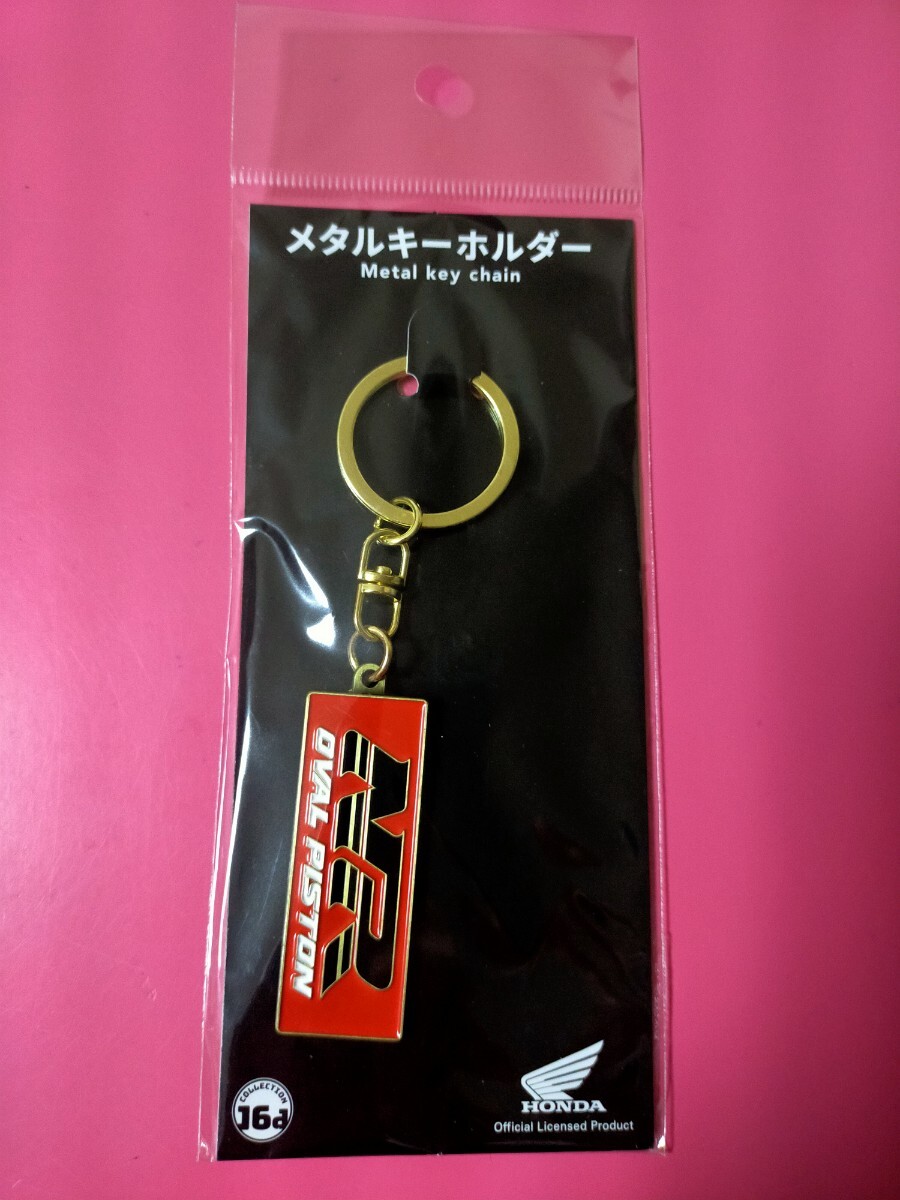 メタルキーホルダー
Metal key chain
NR
OVAL PISTON
COLLECTION
16d
HONDA
Official Licensed Product